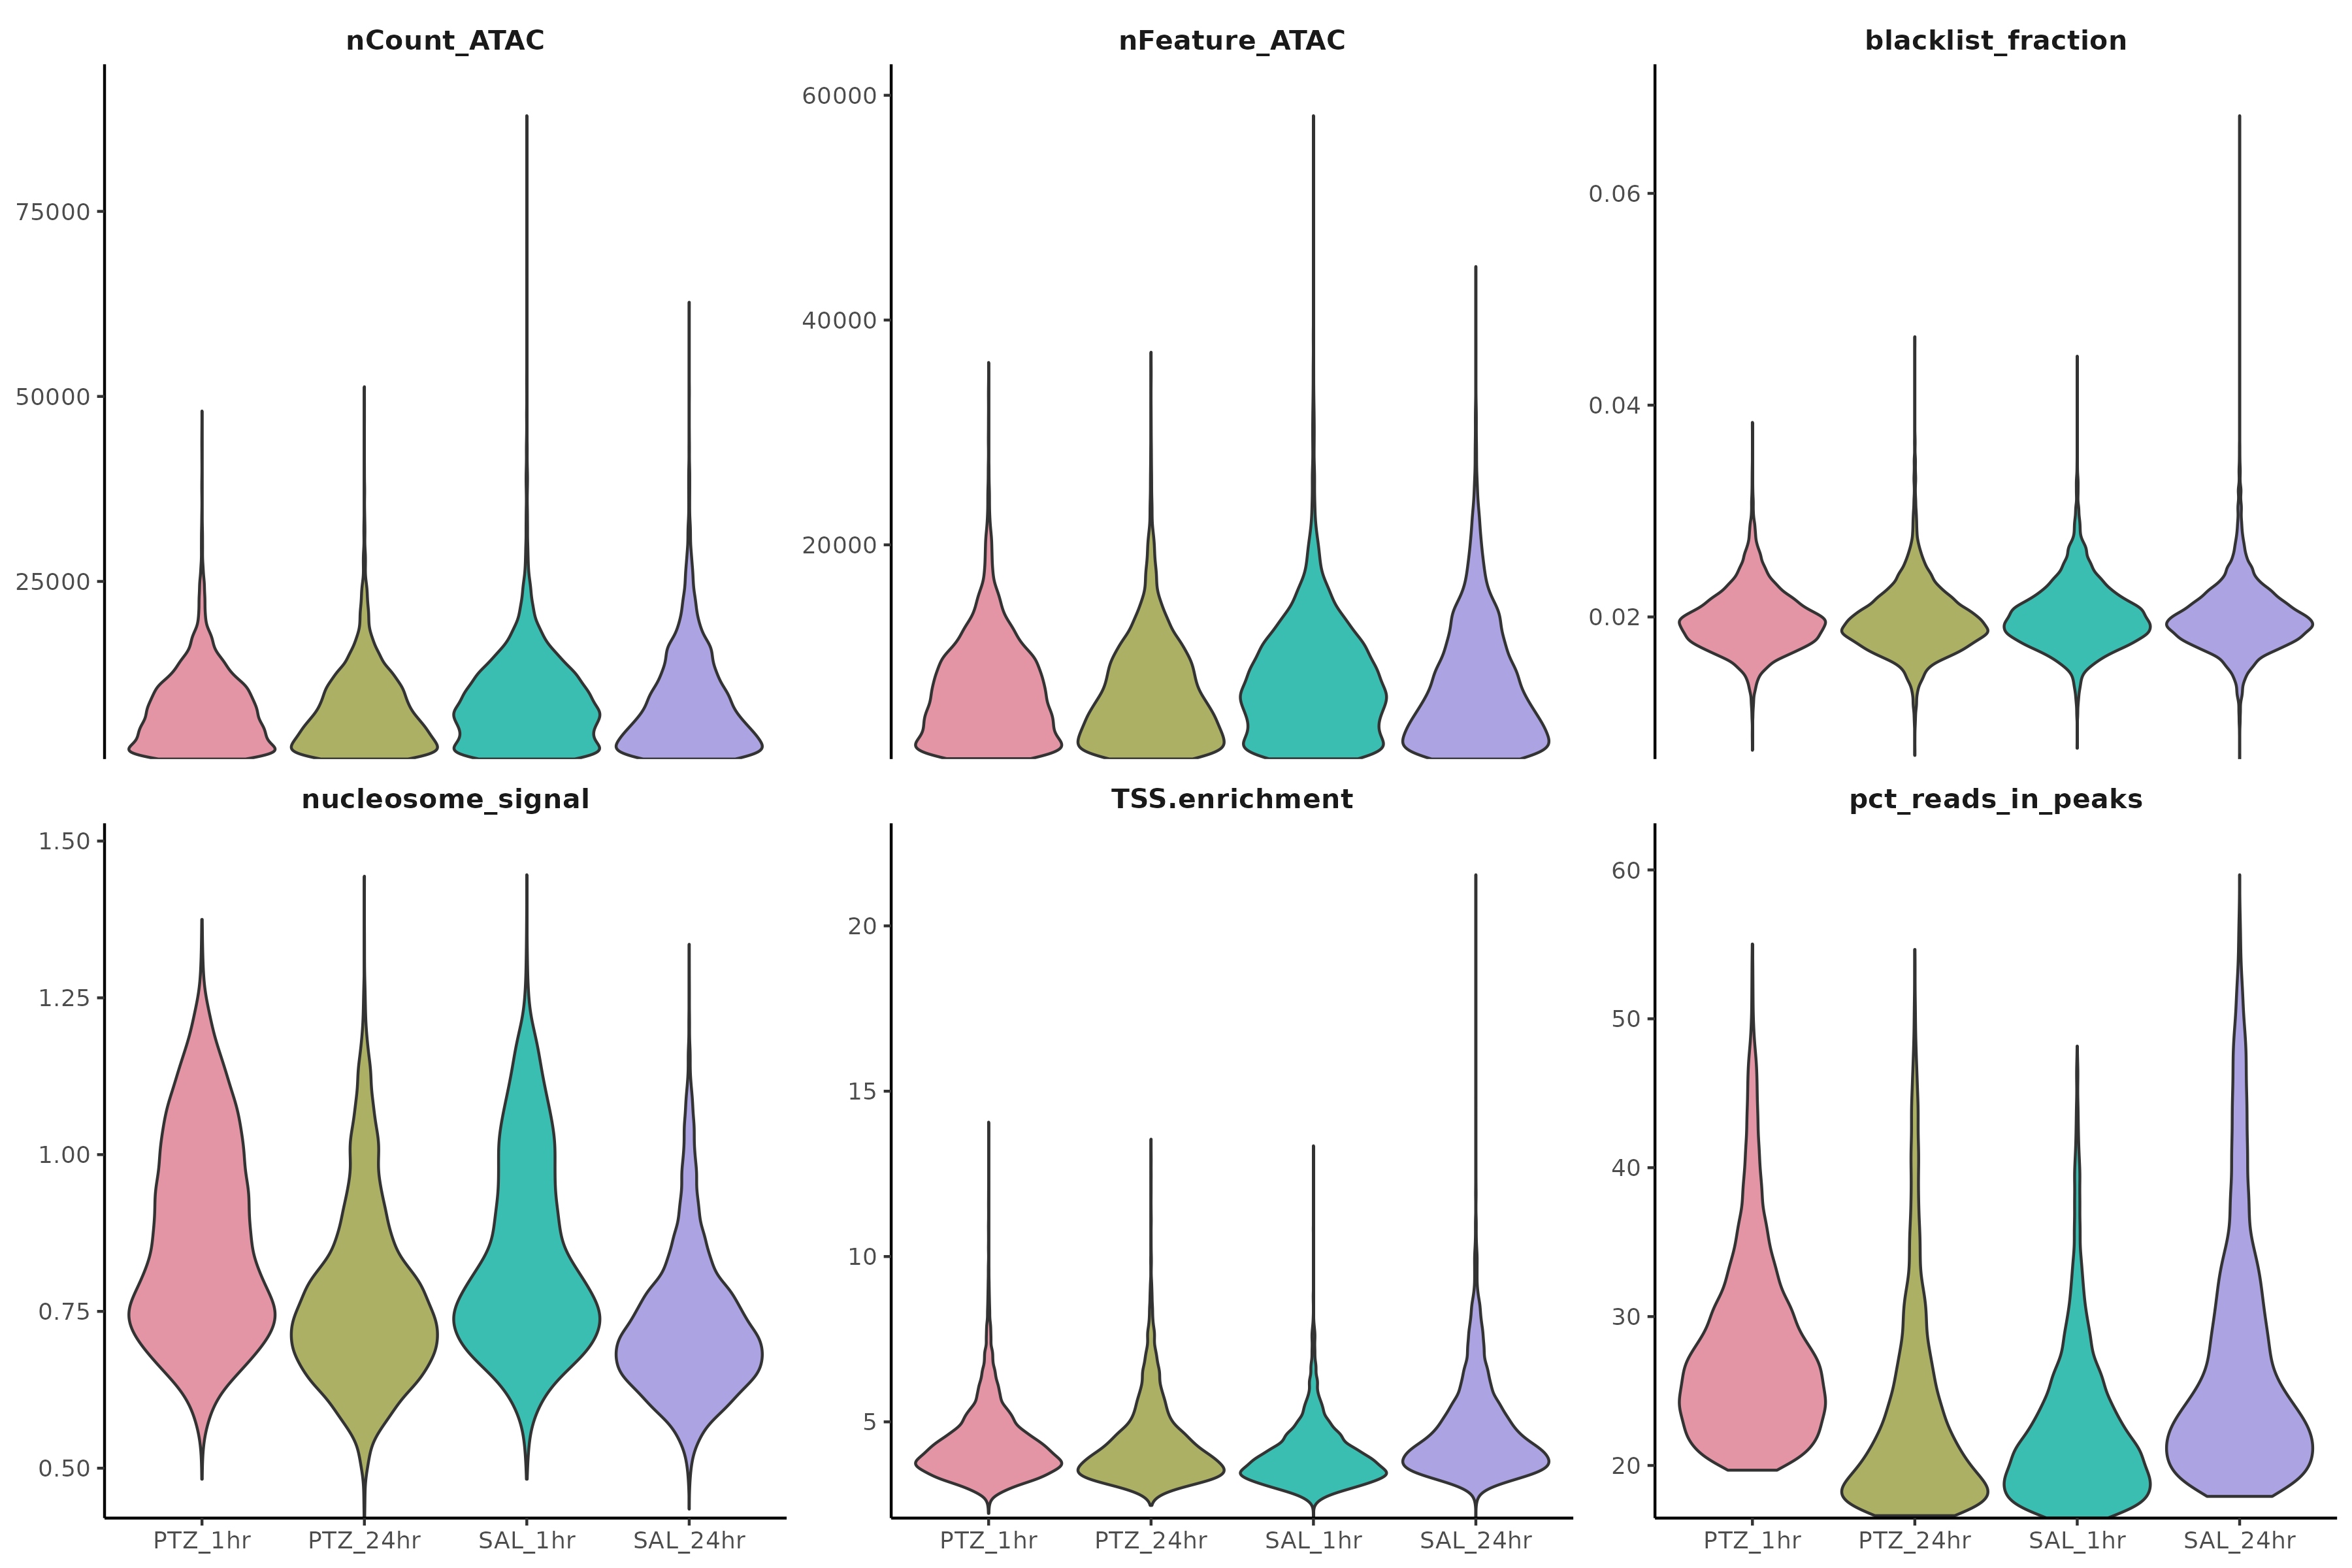 nCount_ATAC
nFeature_ATAC
blacklist_fraction
75000
50000
25000
60000
40000
20000
0.06
0.04
0.02
nucleosome_signal
TSS.enrichment
pct_reads_in_peaks
1.50
1.25
1.00
0.75
0.50
20
15
10
5
60
50
40
30
20
PTZ_1hr PTZ_24hr SAL_1hr SAL_24hr
PTZ_1hr PTZ_24hr SAL_1hr SAL_24hr
PTZ_1hr PTZ_24hr SAL_1hr SAL_24hr